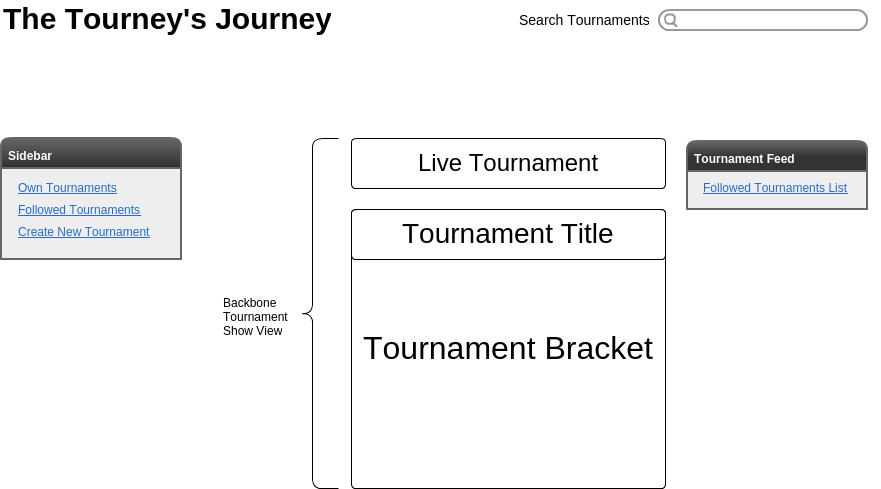 The Tourney's Journey
Search Tournaments
Sidebar
Own Tournaments
Followed Tournaments
Create New Tournament
Backbone
Tournament
Show View
Live Tournament
Tournament Title
Tournament Bracket
Tournament Feed
Followed Tournaments List